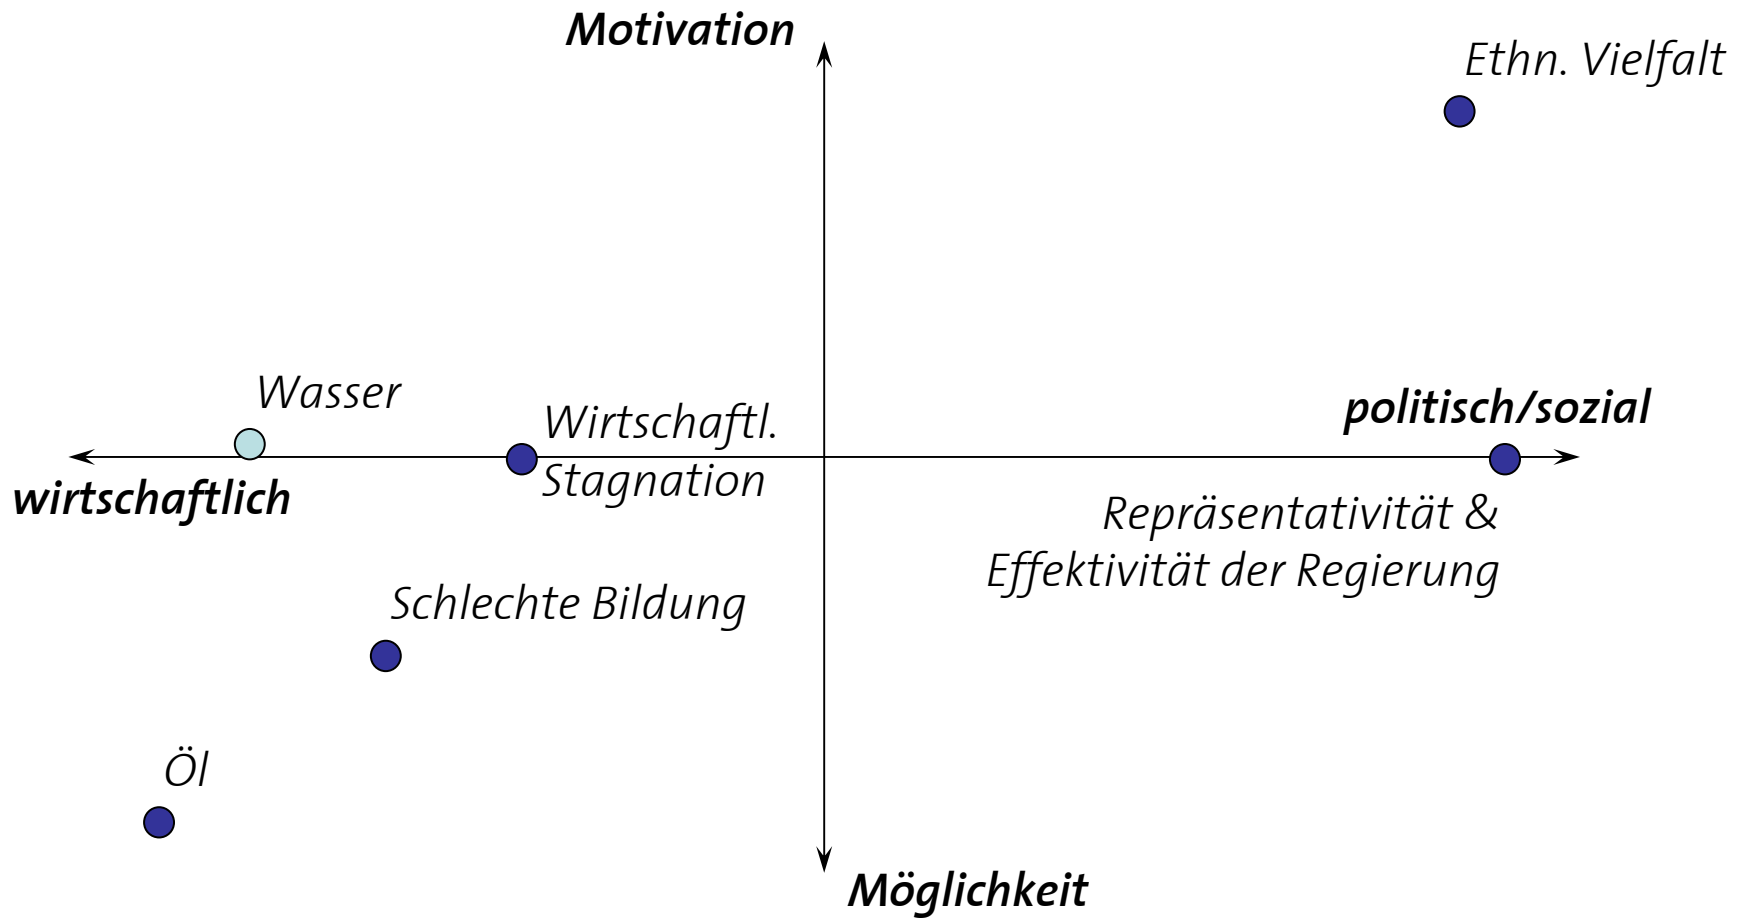 Motivation
Ethn. Vielfalt
Wasser
Wirtschaftl.
Stagnation
politisch/sozial
wirtschaftlich
Repräsentativität &
Effektivität der Regierung
Schlechte Bildung
Öl
Möglichkeit